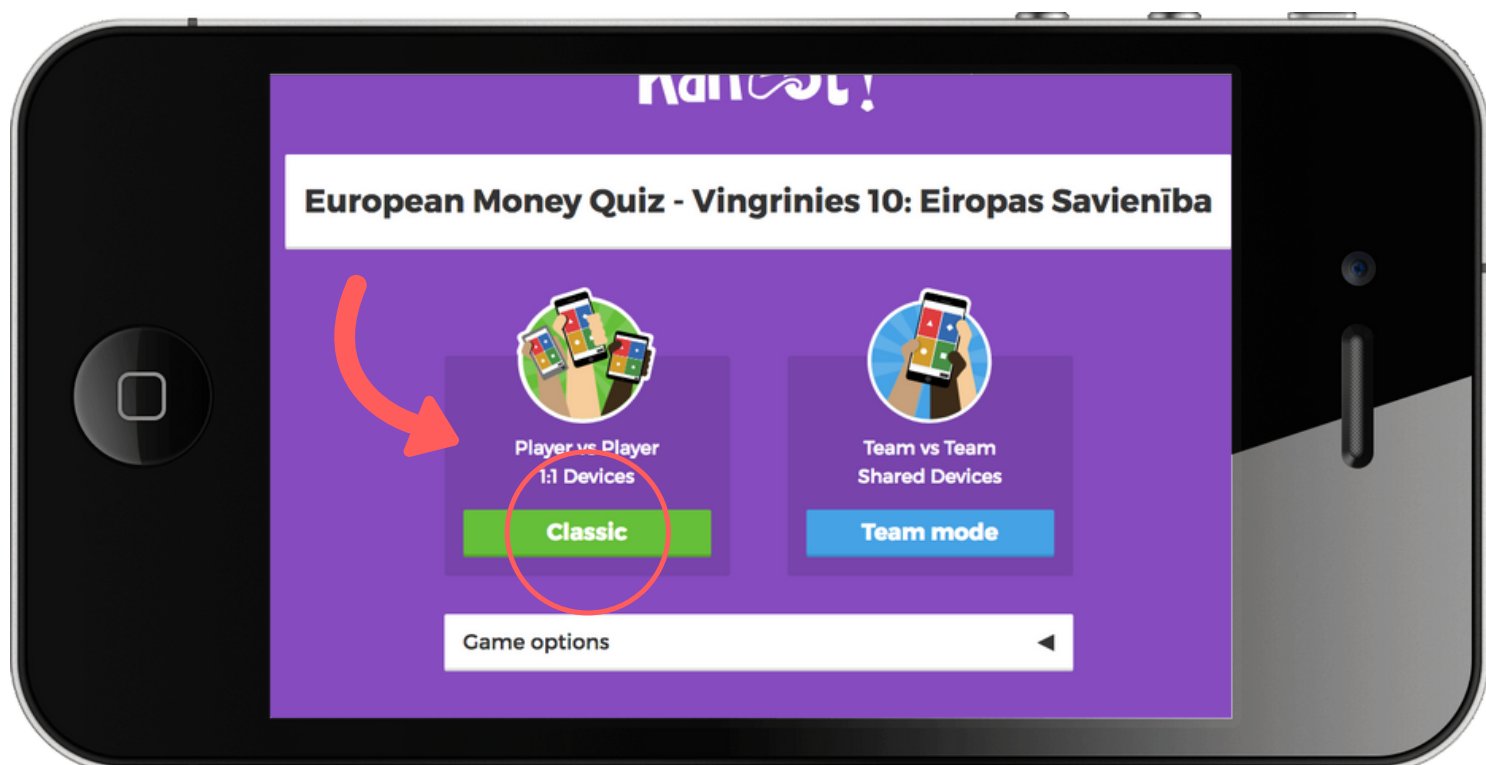 Kahoot!
European Money Quiz - Vingrinies 10: Eiropas Savienība
Player vs Player
1:1 Devices
Classic
Team vs Team
Shared Devices
Team mode
Game options